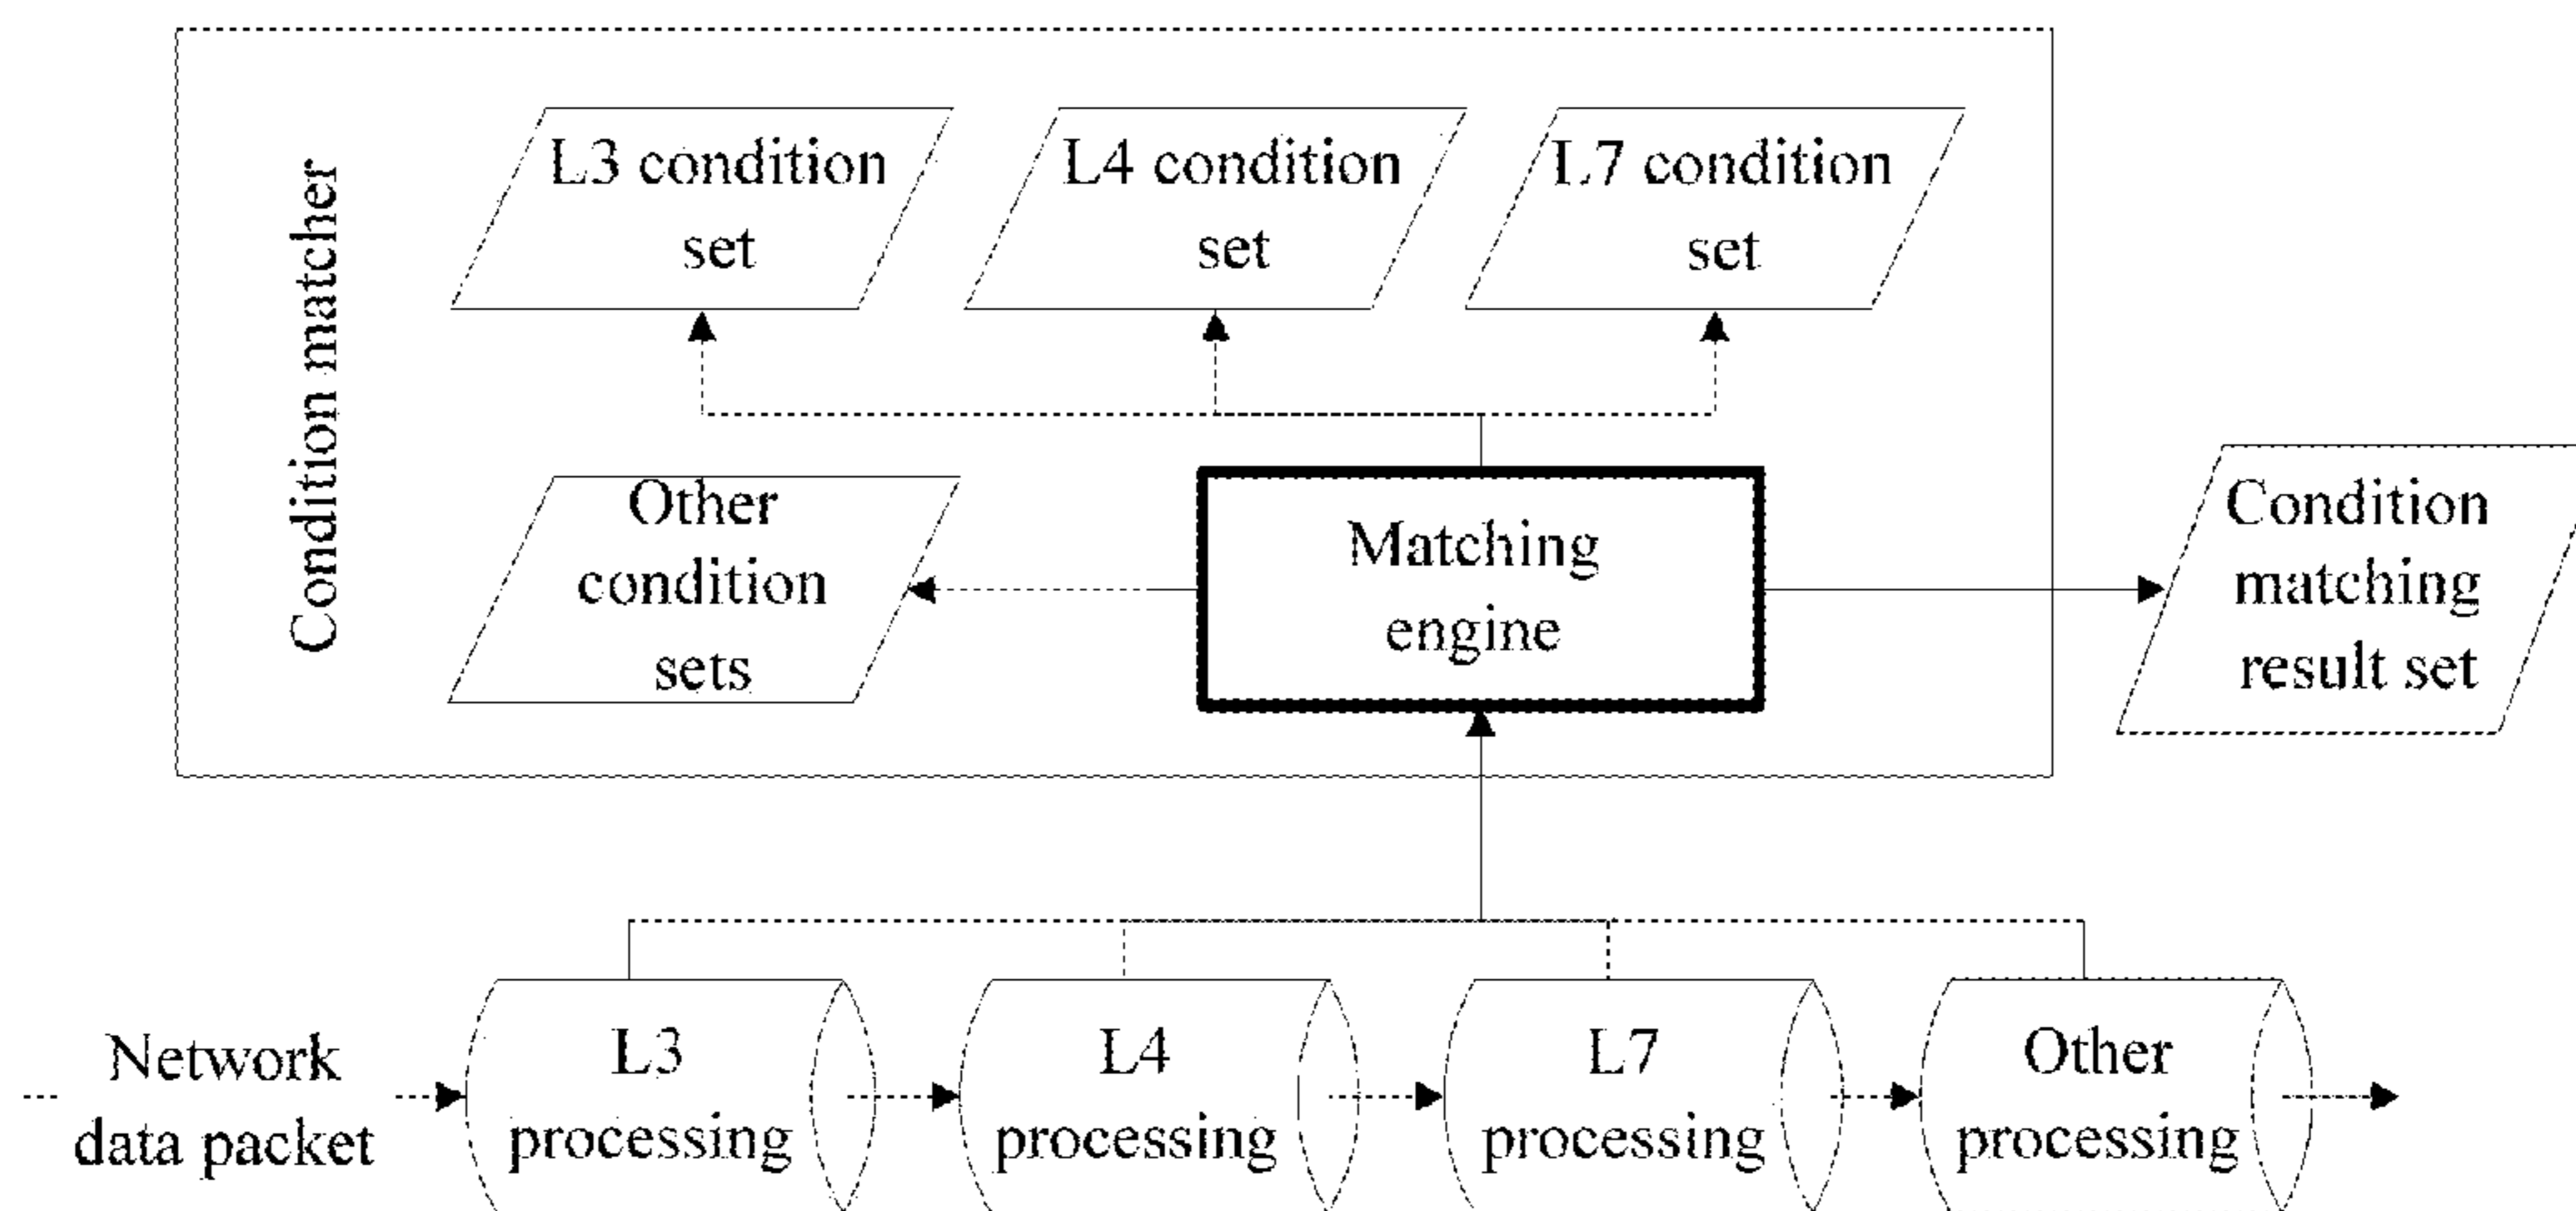 Condition matcher
L3 condition
set
L4 condition
set
L7 condition
set
Other
condition
sets
Matching
engine
Condition
matching
result set
Network
data packet
L3
processing
L4
processing
L7
processing
Other
processing